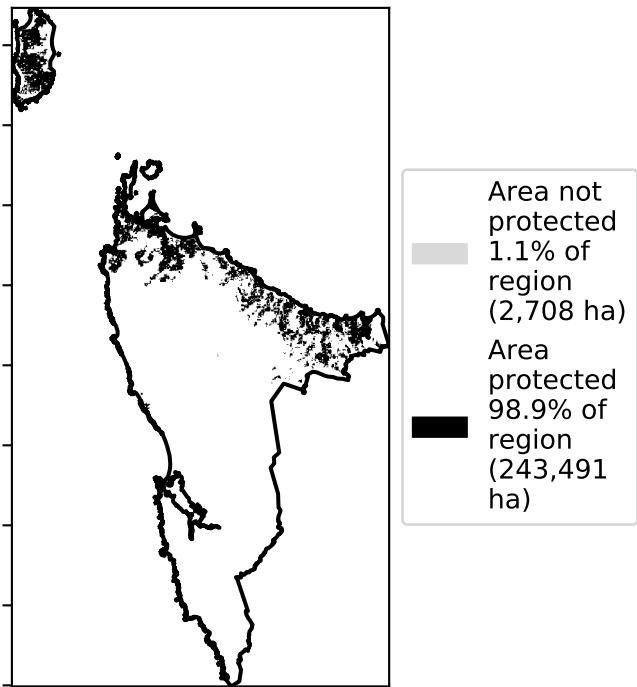 Area not
protected
1.1% of
region
(2,708 ha)
Area
protected
98.9% of
region
(243,491
ha)